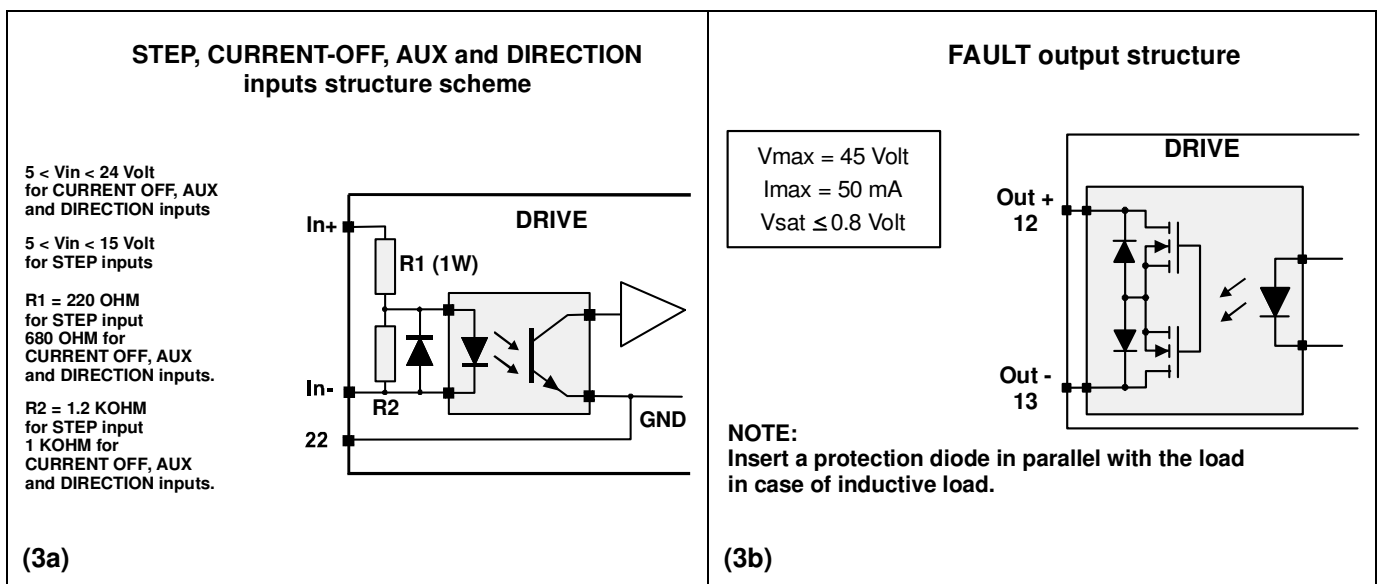 STEP, CURRENT-OFF, AUX and DIRECTION
inputs structure scheme
5 < Vin < 24 Volt
for CURRENT OFF, AUX
and DIRECTION inputs
5 < Vin < 15 Volt
for STEP inputs
R1 = 220 OHM
for STEP input
680 OHM for
CURRENT OFF, AUX
and DIRECTION inputs.
R2 = 1.2 KOHM
for STEP input
1 KOHM for
CURRENT OFF, AUX
and DIRECTION inputs.
In+
DRIVE
R1 (1W)
In-
R2
GND
22
(3a)
FAULT output structure
Vmax = 45 Volt
Imax = 50 mA
Vsat ≤ 0.8 Volt
DRIVE
Out +
12
Out -
13
NOTE:
Insert a protection diode in parallel with the load
in case of inductive load.
(3b)